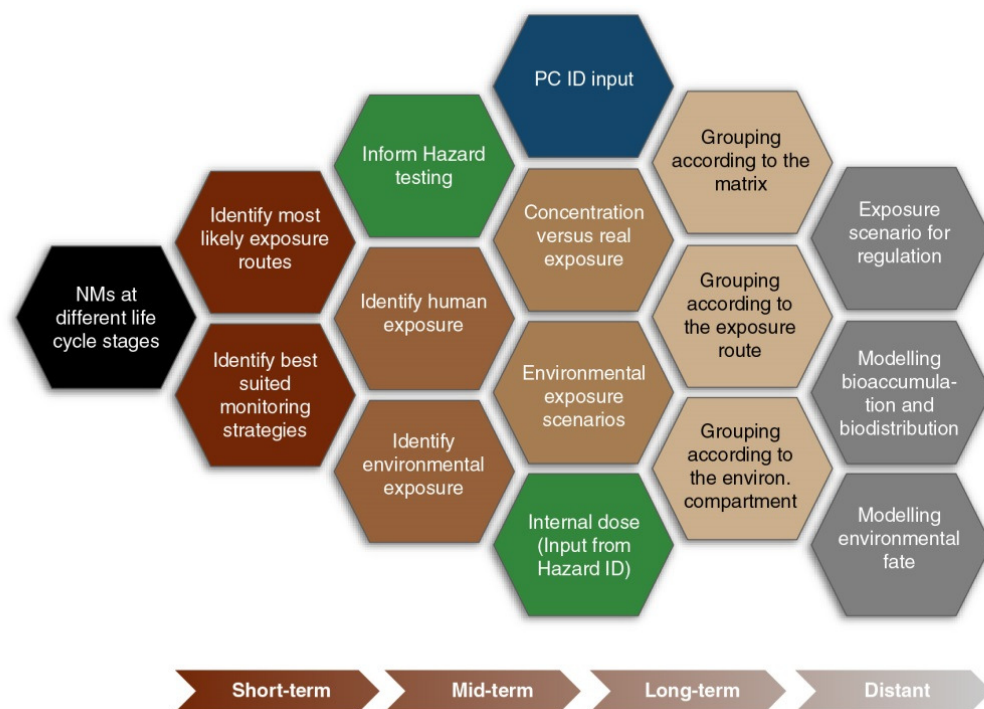 NMs at
different life
cycle stages
Identify most
likely exposure
routes
Identify best
suited
monitoring
strategies
Inform Hazard
testing
Identify human
exposure
Identify
environmental
exposure
PC ID input
Concentration
versus real
exposure
Environmental
exposure
scenarios
Internal dose
(Input from
Hazard ID)
Grouping
according to the
matrix
Grouping
according to
the exposure
route
Grouping
according to
the environ.
compartment
Exposure
scenario for
regulation
Modelling
bioaccumula-
tion and
biodistribution
Modelling
environmental
fate
Short-term
Mid-term
Long-term
Distant